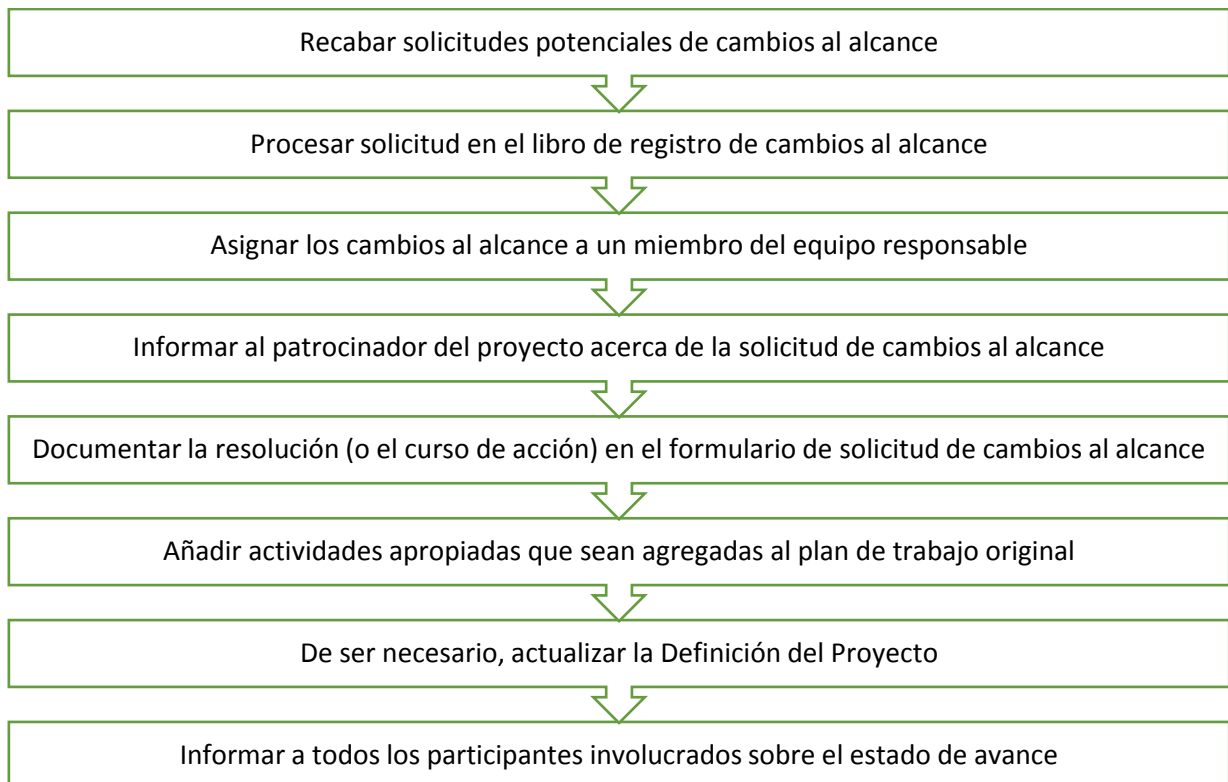 Recabar solicitudes potenciales de cambios al alcance
Procesar solicitud en el libro de registro de cambios al alcance
Asignar los cambios al alcance a un miembro del equipo responsable
Informar al patrocinador del proyecto acerca de la solicitud de cambios al alcance
Documentar la resolución (o el curso de acción) en el formulario de solicitud de cambios al alcance
Añadir actividades apropiadas que sean agregadas al plan de trabajo original
De ser necesario, actualizar la Definición del Proyecto
Informar a todos los participantes involucrados sobre el estado de avance